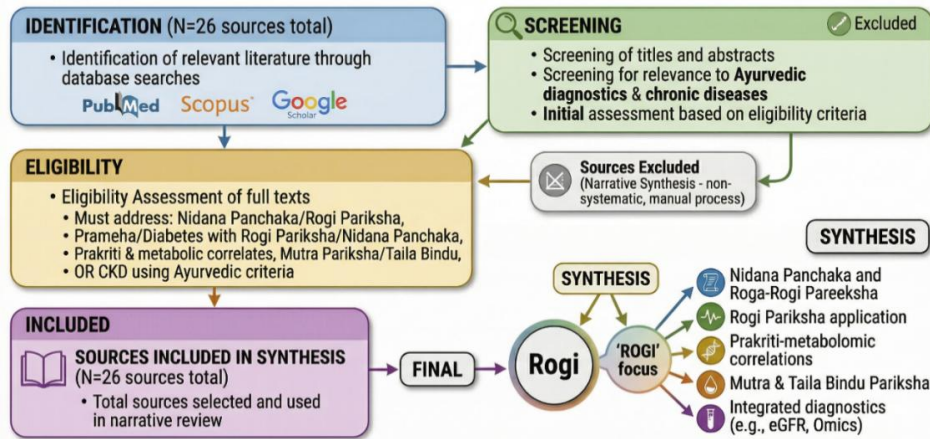 IDENTIFICATION (N=26 sources total)
• Identification of relevant literature through
database searches
PubMed
Scopus®
Google
Scholar
SCREENING
Excluded
• Screening of titles and abstracts
• Screening for relevance to Ayurvedic
diagnostics & chronic diseases
• Initial assessment based on eligibility criteria
ELIGIBILITY
• Eligibility Assessment of full texts
• Must address: Nidana Panchaka/Rogi Pariksha,
• Prameha/Diabetes with Rogi Pariksha/Nidana Panchaka,
• Prakriti & metabolic correlates, Mutra Pariksha/Taila Bindu,
• OR CKD using Ayurvedic criteria
Sources Excluded
(Narrative Synthesis - non-
systematic, manual process)
INCLUDED
SOURCES INCLUDED IN SYNTHESIS
(N=26 sources total)
• Total sources selected and used
in narrative review
FINAL
SYNTHESIS
Rogi
'ROGI'
focus
SYNTHESIS
Nidana Panchaka and
Roga-Rogi Pareeksha
Rogi Pariksha application
Prakriti-metabolomic
correlations
Mutra & Taila Bindu Pariksha
Integrated diagnostics
(e.g., eGFR, Omics)